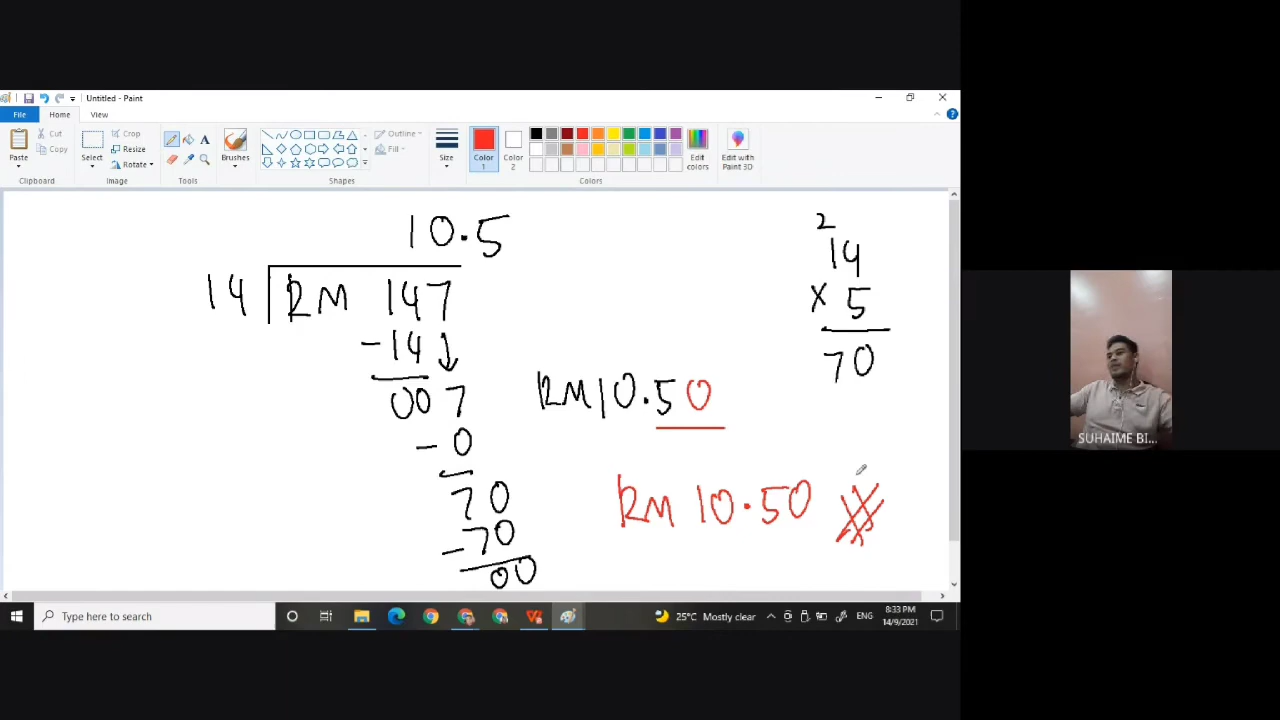 Untitled - Paint
File
Home
View
Paste
Cut
Copy
Clipboard
Select
Crop
Resize
Rotate
Image
Tools
Brushes
Shapes
Outline
Fill
Size
Color 1
Color 2
Colors
Edit colors
Edit with Paint 3D
10.5
14 RM 147
-14
007
-0
70
-70
00
2
14
x 5
70
RM10.50
RM 10.50
SUHAIME BI...
Type here to search
25°C Mostly clear
ENG
8:33 PM
14/9/2021